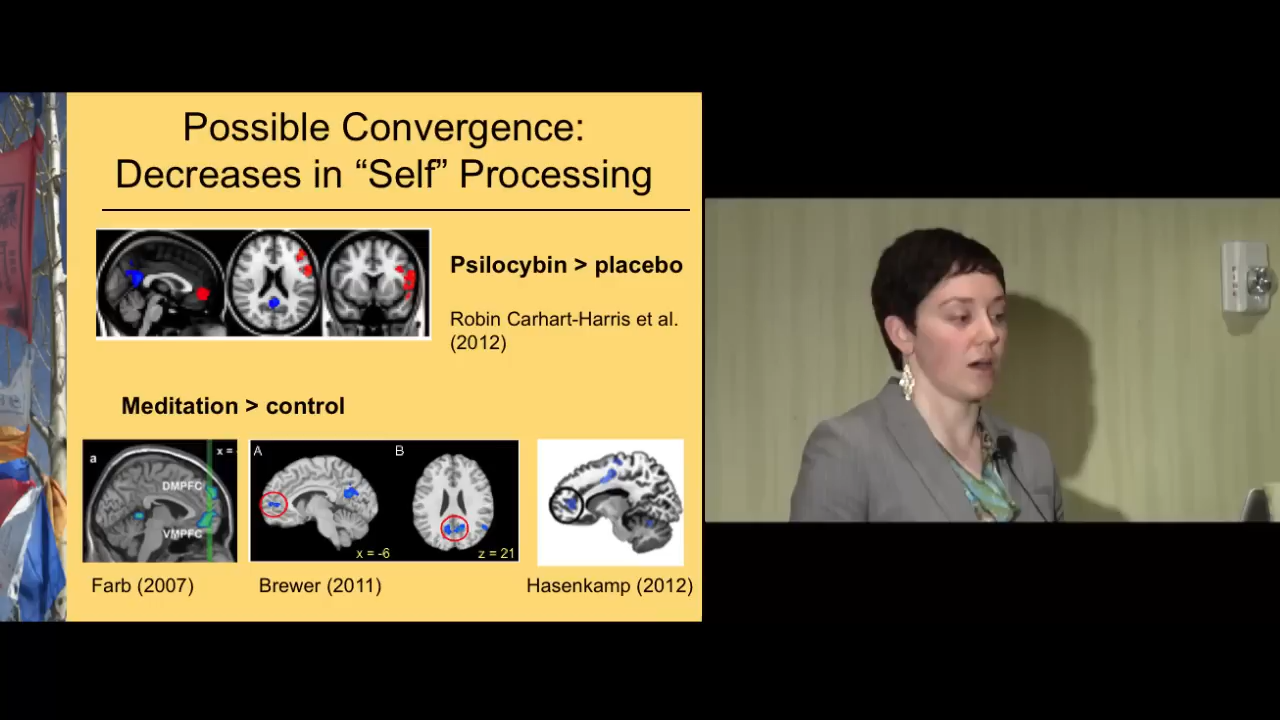 Possible Convergence:
Decreases in “Self” Processing
Psilocybin > placebo
Robin Carhart-Harris et al.
(2012)
Meditation > control
a
x =
DMPFC
VMPFC
A
B
x = -6
z = 21
Farb (2007)
Brewer (2011)
Hasenkamp (2012)